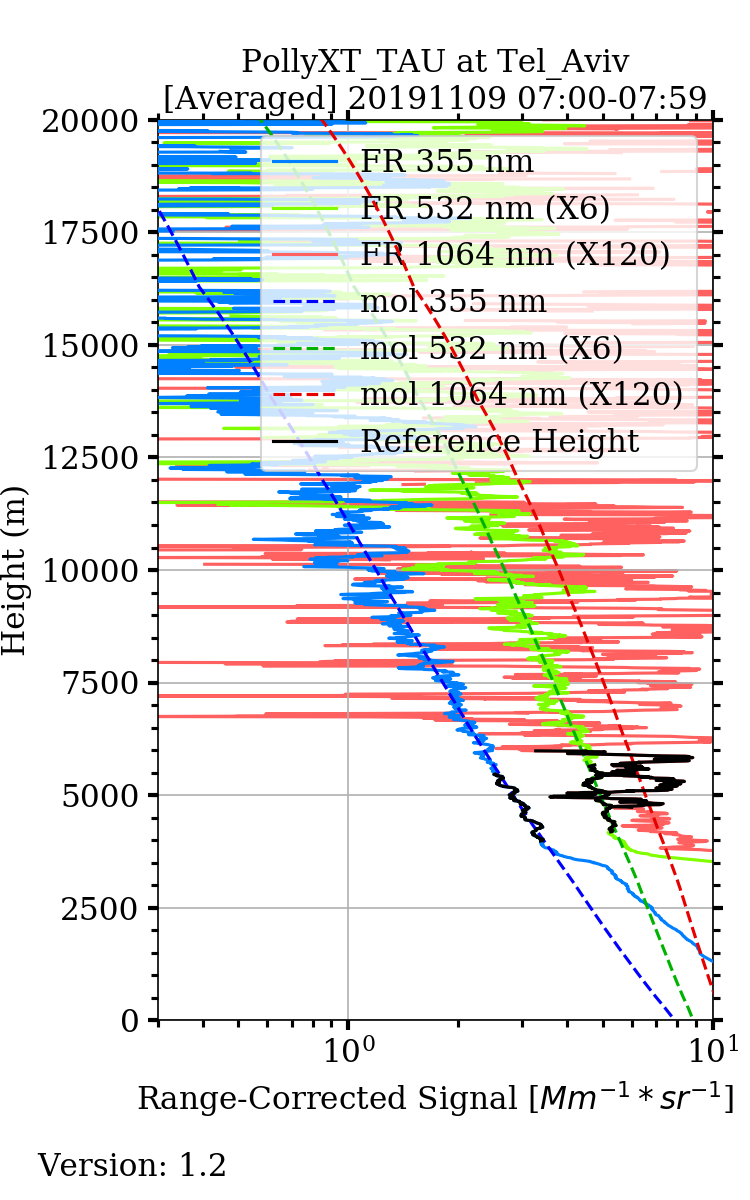 PollyXT_TAU at Tel_Aviv
[Averaged] 20191109 07:00-07:59
20000
17500
15000
12500
10000
7500
5000
2500
0
Height (m)
FR 355 nm
FR 532 nm (X6)
FR 1064 nm (X120)
mol 355 nm
mol 532 nm (X6)
mol 1064 nm (X120)
Reference Height
10⁰ 10¹
Range-Corrected Signal [Mm⁻¹ * sr⁻¹]
Version: 1.2